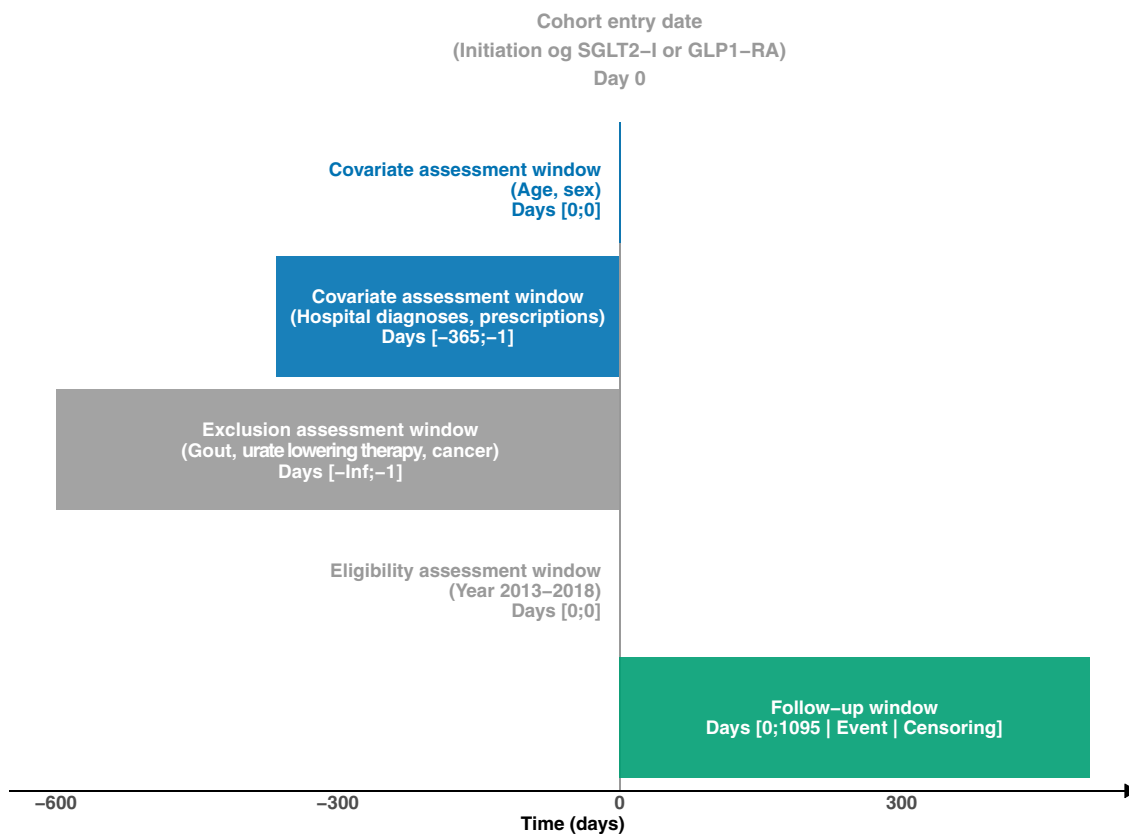 Cohort entry date
(Initiation og SGLT2−I or GLP1−RA)
Day 0
Covariate assessment window
(Age, sex)
Days [0;0]
Covariate assessment window
(Hospital diagnoses, prescriptions)
Days [−365;−1]
Exclusion assessment window
(Gout, urate lowering therapy, cancer)
Days [−Inf;−1]
Eligibility assessment window
(Year 2013−2018)
Days [0;0]
Follow−up window
Days [0;1095 | Event | Censoring]
−600 −300 0 300
Time (days)